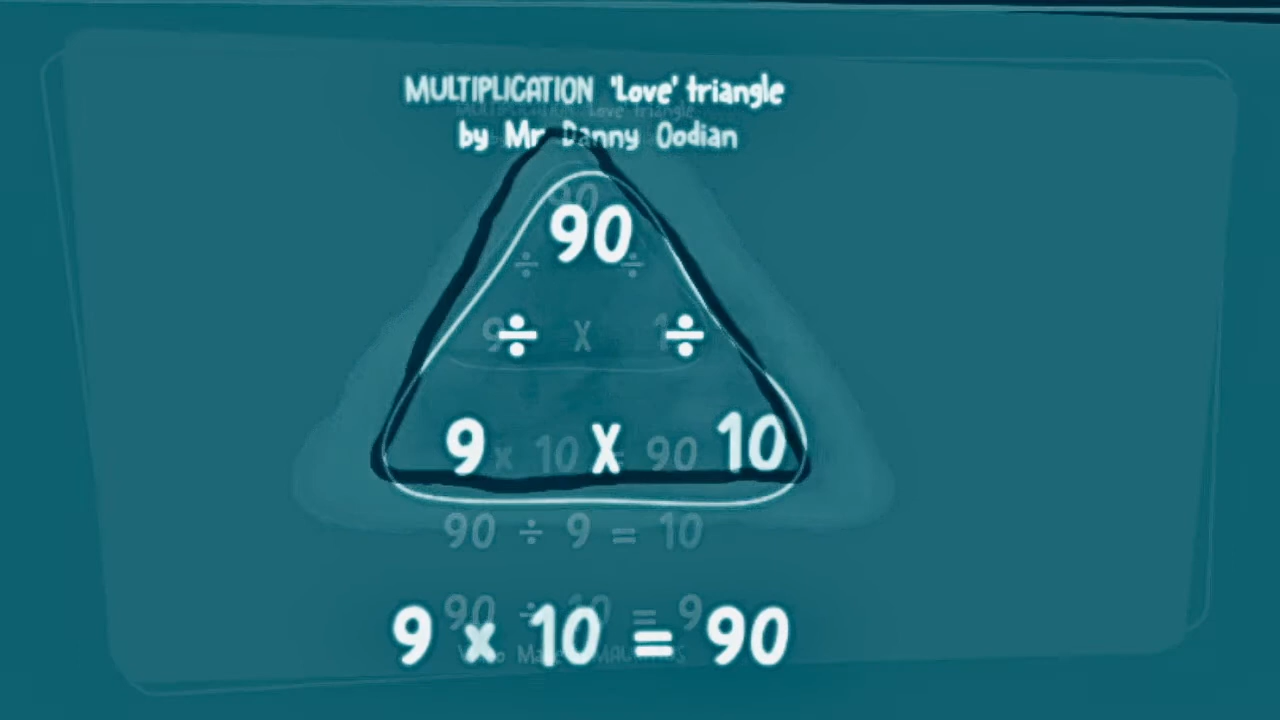 MULTIPLICATION 'Love' triangle
by Mr Danny Oodian
90
÷ ÷
9 x 10
90 ÷ 9 = 10
9 x 10 = 90